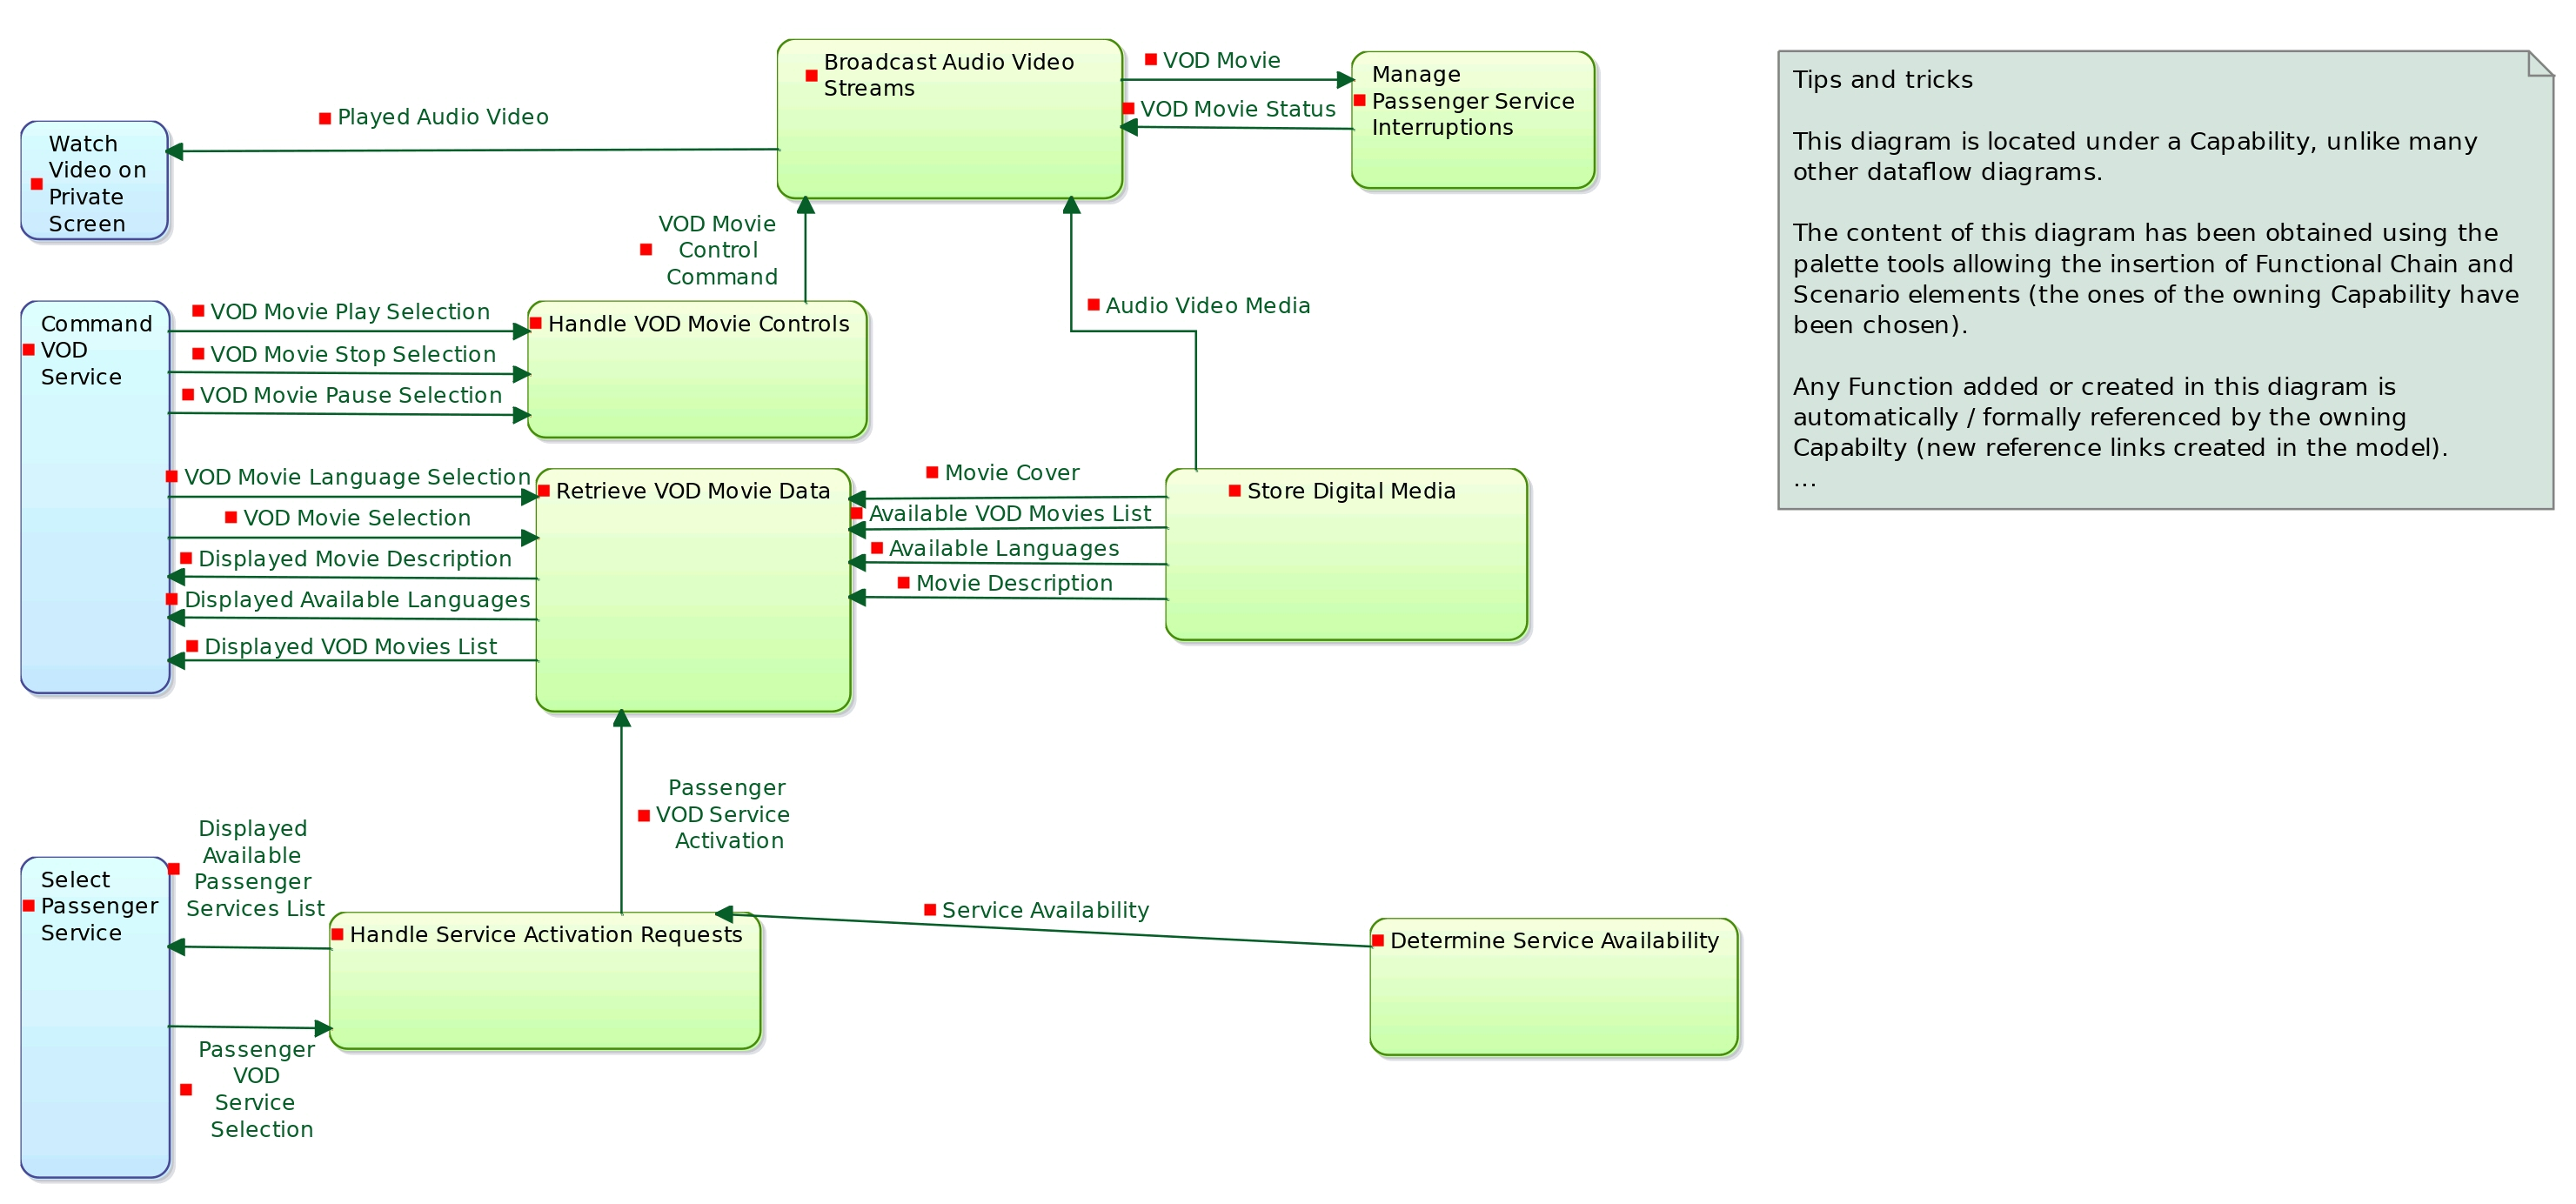 Broadcast Audio Video
Streams
VOD Movie
VOD Movie Status
Manage
Passenger Service
Interruptions
Played Audio Video
Watch
Video on
Private
Screen
VOD Movie
Control
Command
Audio Video Media
Command
VOD
Service
VOD Movie Play Selection
VOD Movie Stop Selection
VOD Movie Pause Selection
Handle VOD Movie Controls
VOD Movie Language Selection
VOD Movie Selection
Displayed Movie Description
Displayed Available Languages
Displayed VOD Movies List
Retrieve VOD Movie Data
Movie Cover
Available VOD Movies List
Available Languages
Movie Description
Store Digital Media
Passenger
VOD Service
Activation
Displayed
Available
Passenger
Services List
Select
Passenger
Service
Handle Service Activation Requests
Service Availability
Determine Service Availability
Passenger
VOD
Service
Selection
Tips and tricks
This diagram is located under a Capability, unlike many
other dataflow diagrams.
The content of this diagram has been obtained using the
palette tools allowing the insertion of Functional Chain and
Scenario elements (the ones of the owning Capability have
been chosen).
Any Function added or created in this diagram is
automatically / formally referenced by the owning
Capabilty (new reference links created in the model).
...